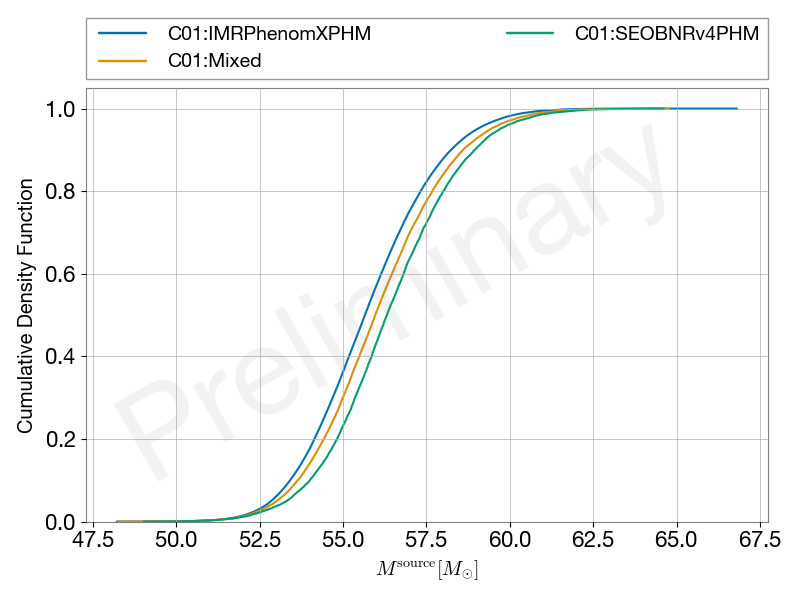 C01:IMRPhenomXPHM
C01:Mixed
C01:SEOBNRv4PHM
Cumulative Density Function
1.0
0.8
0.6
0.4
0.2
0.0
Preliminary
47.5 50.0 52.5 55.0 57.5 60.0 62.5 65.0 67.5
M^source[M_⊙]